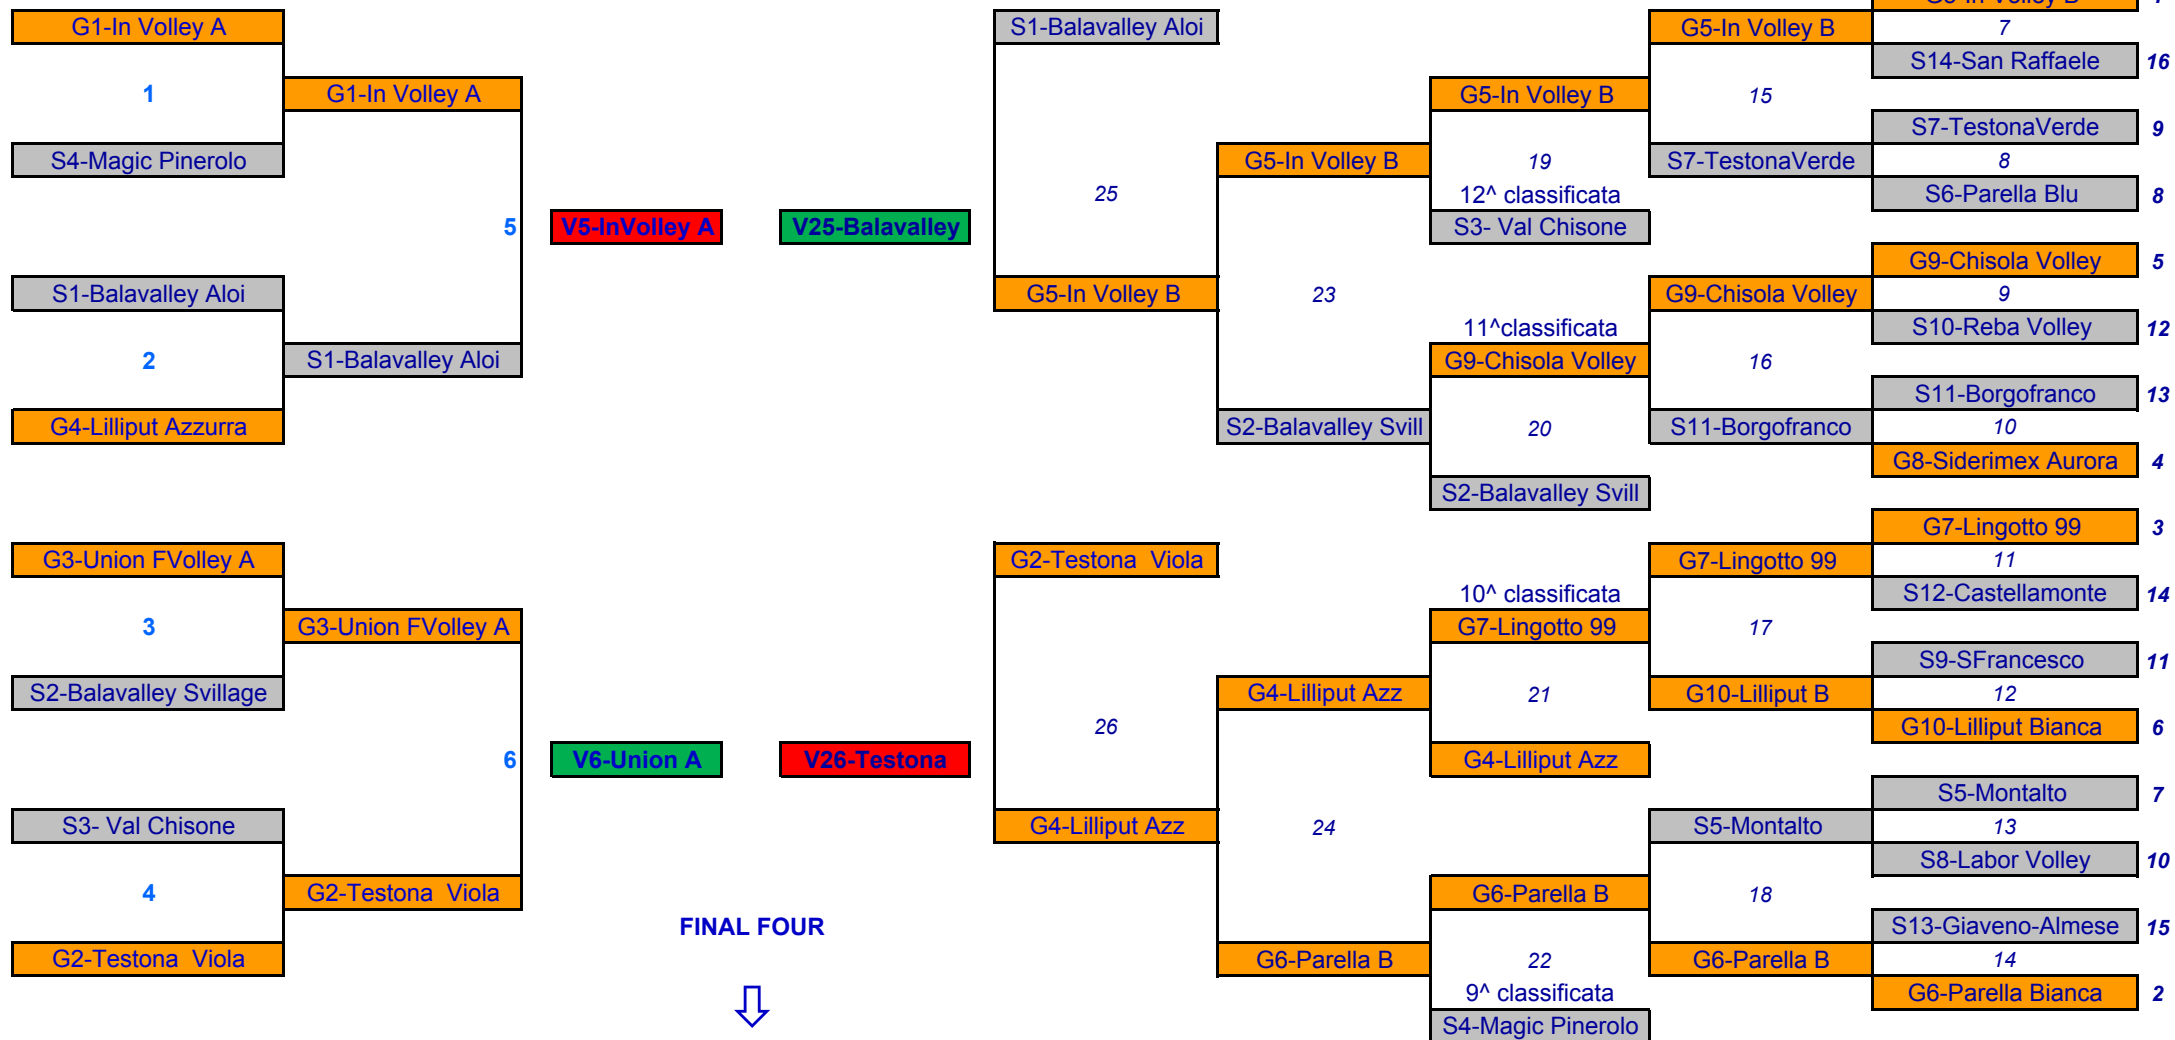 G5-In Volley B 1
G1-In Volley A S1-Balavalley Aloi G5-In Volley B 7
S14-San Raffaele 16
1 G1-In Volley A G5-In Volley B 15
S7-TestonaVerde 9
S4-Magic Pinerolo G5-In Volley B 19 S7-TestonaVerde 8
25 12^ classificata S6-Parella Blu 8
5 V5-InVolley A V25-Balavalley S3- Val Chisone
G9-Chisola Volley 5
S1-Balavalley Aloi G5-In Volley B 23 G9-Chisola Volley 9
11^classificata S10-Reba Volley 12
2 S1-Balavalley Aloi G9-Chisola Volley 16
S11-Borgofranco 13
G4-Lilliput Azzurra S2-Balavalley Svill 20 S11-Borgofranco 10
G8-Siderimex Aurora 4
S2-Balavalley Svill
G7-Lingotto 99 3
G3-Union FVolley A G2-Testona Viola G7-Lingotto 99 11
10^ classificata S12-Castellamonte 14
3 G3-Union FVolley A G7-Lingotto 99 17
S9-SFrancesco 11
S2-Balavalley Svillage G4-Lilliput Azz 21 G10-Lilliput B 12
26 G10-Lilliput Bianca 6
6 V6-Union A V26-Testona G4-Lilliput Azz
S5-Montalto 7
S3- Val Chisone G4-Lilliput Azz 24 S5-Montalto 13
S8-Labor Volley 10
4 G2-Testona Viola G6-Parella B 18
FINAL FOUR S13-Giaveno-Almese 15
G2-Testona Viola G6-Parella B 22 G6-Parella B 14
9^ classificata G6-Parella Bianca 2
S4-Magic Pinerolo